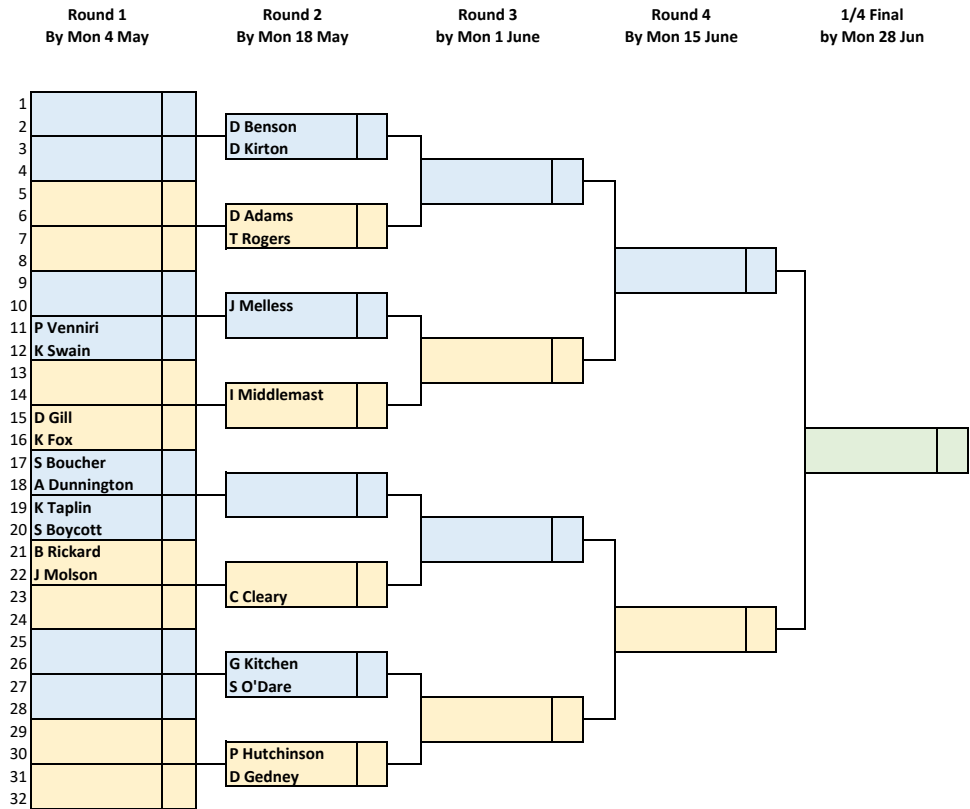 Round 1
By Mon 4 May
Round 2
By Mon 18 May
Round 3
by Mon 1 June
Round 4
By Mon 15 June
1/4 Final
by Mon 28 Jun
1
2
3
4
5
6
7
8
9
10
11 P Venniri
12 K Swain
13
14
15 D Gill
16 K Fox
17 S Boucher
18 A Dunnington
19 K Taplin
20 S Boycott
21 B Rickard
22 J Molson
23
24
25
26
27
28
29
30
31
32
D Benson
D Kirton
D Adams
T Rogers
J Melless
I Middlemast
C Cleary
G Kitchen
S O'Dare
P Hutchinson
D Gedney